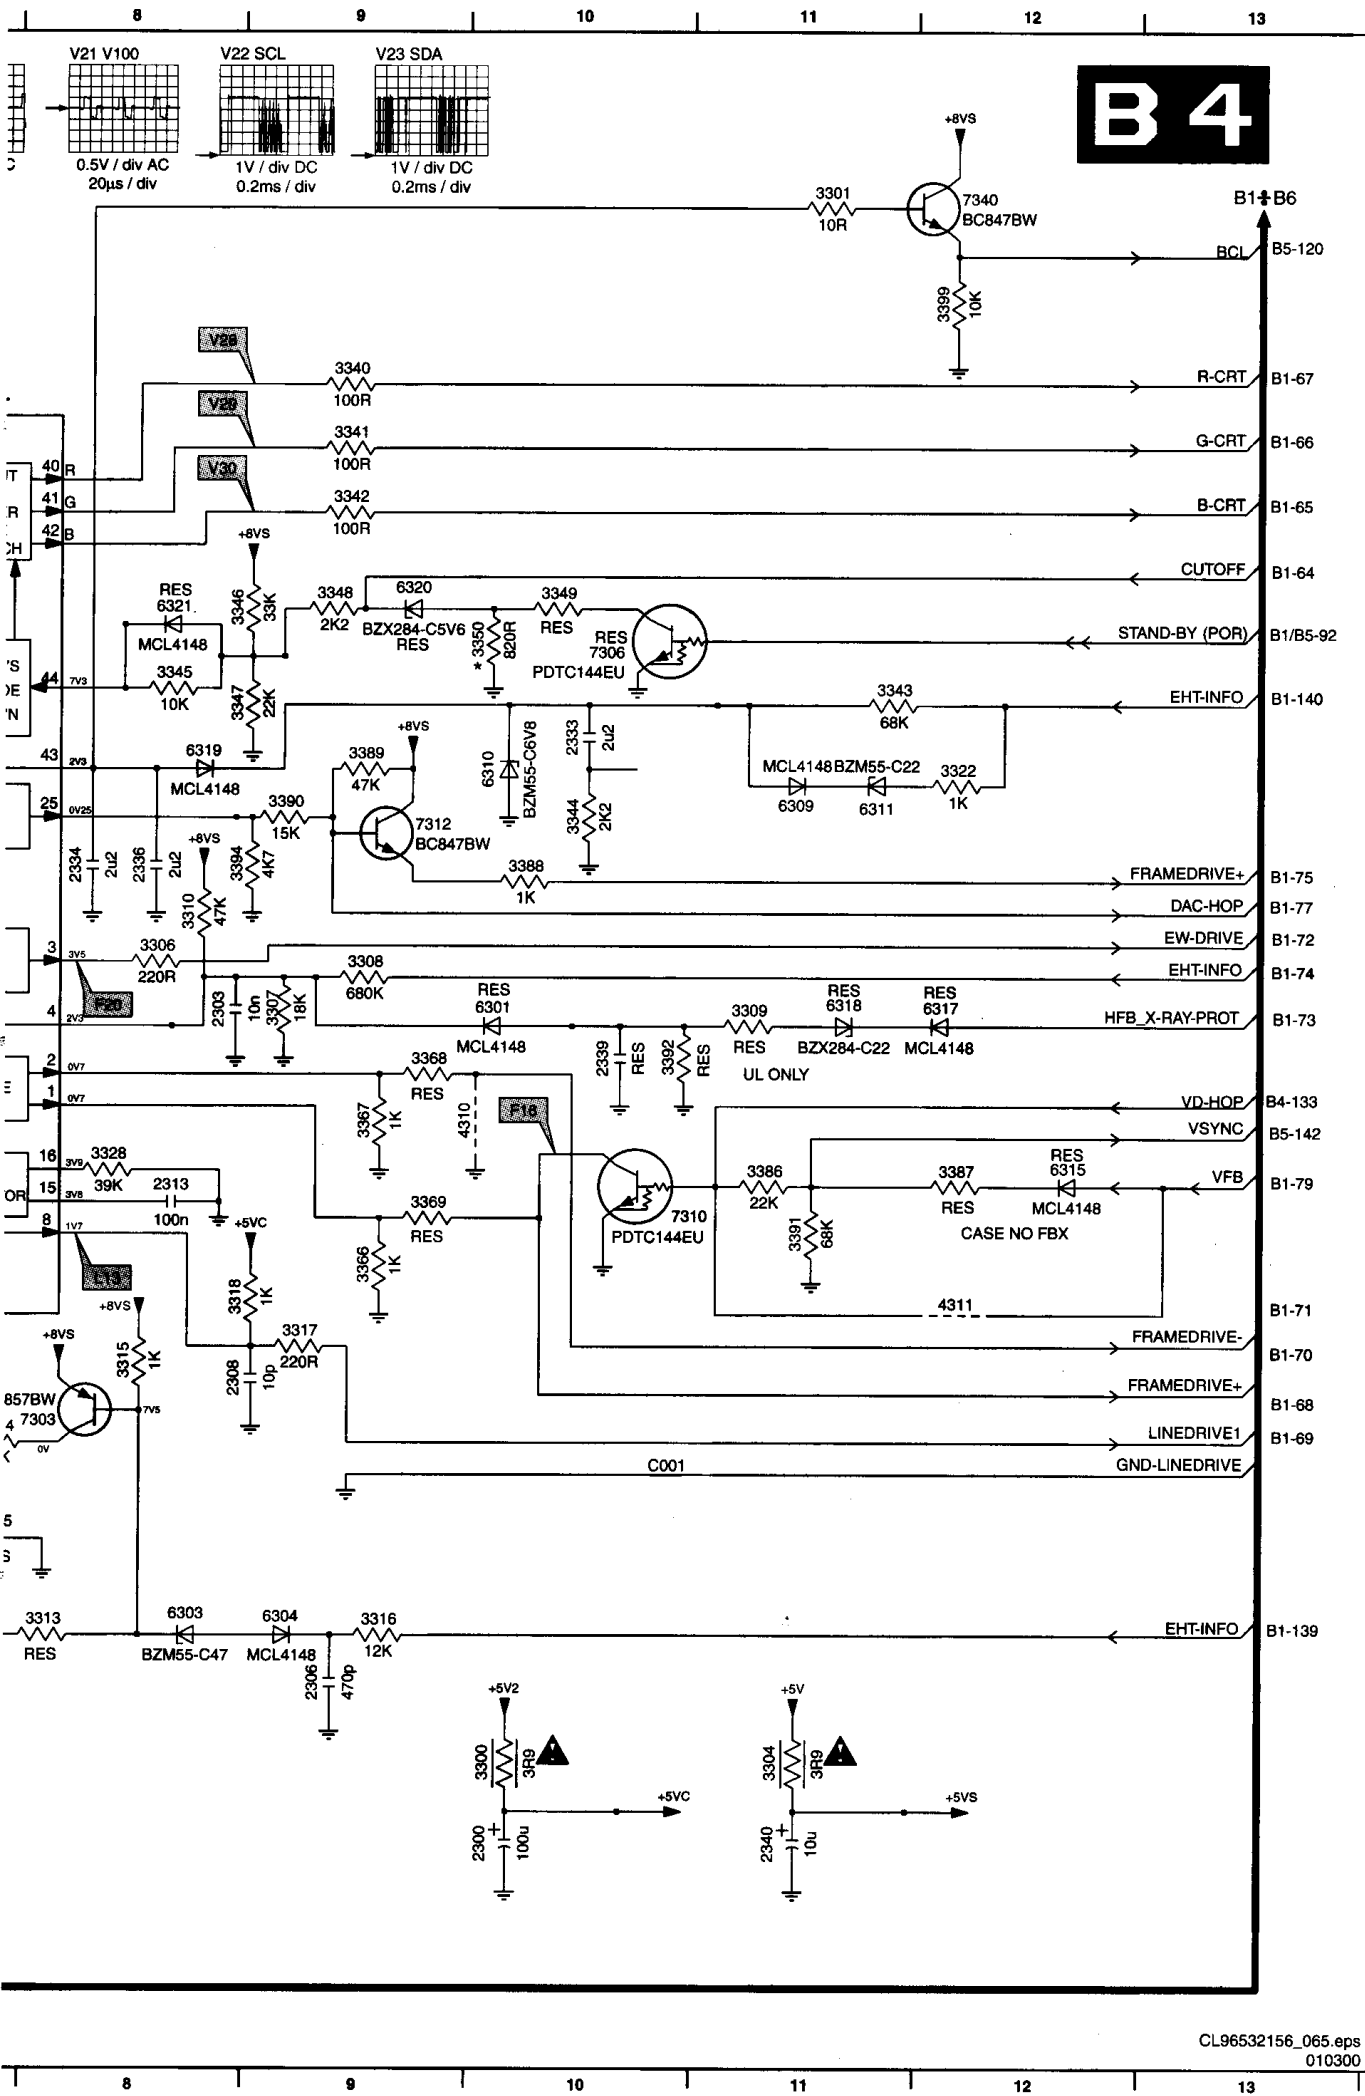 8 9 10 11 12 13
V21 V100
0.5V / div AC
20µs / div
V22 SCL
1V / div DC
0.2ms / div
V23 SDA
1V / div DC
0.2ms / div
B 4
+8VS
3301
10R
7340
BC847BW
B1 B6
BCL B5-120
3399
10K
V28
3340
100R
R-CRT B1-67
V29
3341
100R
G-CRT B1-66
40 R
V30
3342
100R
B-CRT B1-65
41 G
42 B
CH
+8VS
CUTOFF B1-64
RES
6321
MCL4148
3346
33K
3348
2K2
6320
BZX284-C5V6
RES
* 3350
820R
3349
RES
RES
7306
PDTC144EU
STAND-BY (POR) B1/B5-92
44 7V3
3345
10K
3347
22K
3343
68K
EHT-INFO B1-140
43 2V3
6319
MCL4148
3389
47K
+8VS
6310
BZM55-C6V8
2333
2u2
MCL4148
6309
BZM55-C22
6311
3322
1K
25 0V25
3390
15K
7312
BC847BW
3344
2K2
2334
2u2
2336
2u2
+8VS
3394
4K7
3310
47K
3388
1K
FRAMEDRIVE+ B1-75
DAC-HOP B1-77
3 3V5
3306
220R
EW-DRIVE B1-72
3308
680K
EHT-INFO B1-74
4 2V3
2303
10n
3307
18K
RES
6301
MCL4148
2339
RES
3392
RES
3309
RES
RES
6318
BZX284-C22
RES
6317
MCL4148
HFB_X-RAY-PROT B1-73
UL ONLY
2 0V7
3368
RES
1 0V7
3367
1K
4310
VD-HOP B4-133
VSYNC B5-142
16 3V9
3328
39K
15 3V8
2313
100n
7310
PDTC144EU
3386
22K
3391
68K
3387
RES
RES
6315
MCL4148
VFB B1-79
CASE NO FBX
8 1V7
3369
RES
3366
1K
+5VC
3318
1K
4311
B1-71
+8VS
+8VS
3315
1K
3317
220R
2308
10p
FRAMEDRIVE- B1-70
857BW
7303
7V5
0V
FRAMEDRIVE+ B1-68
LINEDRIVE1 B1-69
C001
GND-LINEDRIVE
3313
RES
6303
BZM55-C47
6304
MCL4148
2306
470p
3316
12K
EHT-INFO B1-139
+5V2
3300
3R9
+5VC
2300
100u
+5V
3304
3R9
+5VS
2340
10u
CL96532156_065.eps
010300
8 9 10 11 12 13